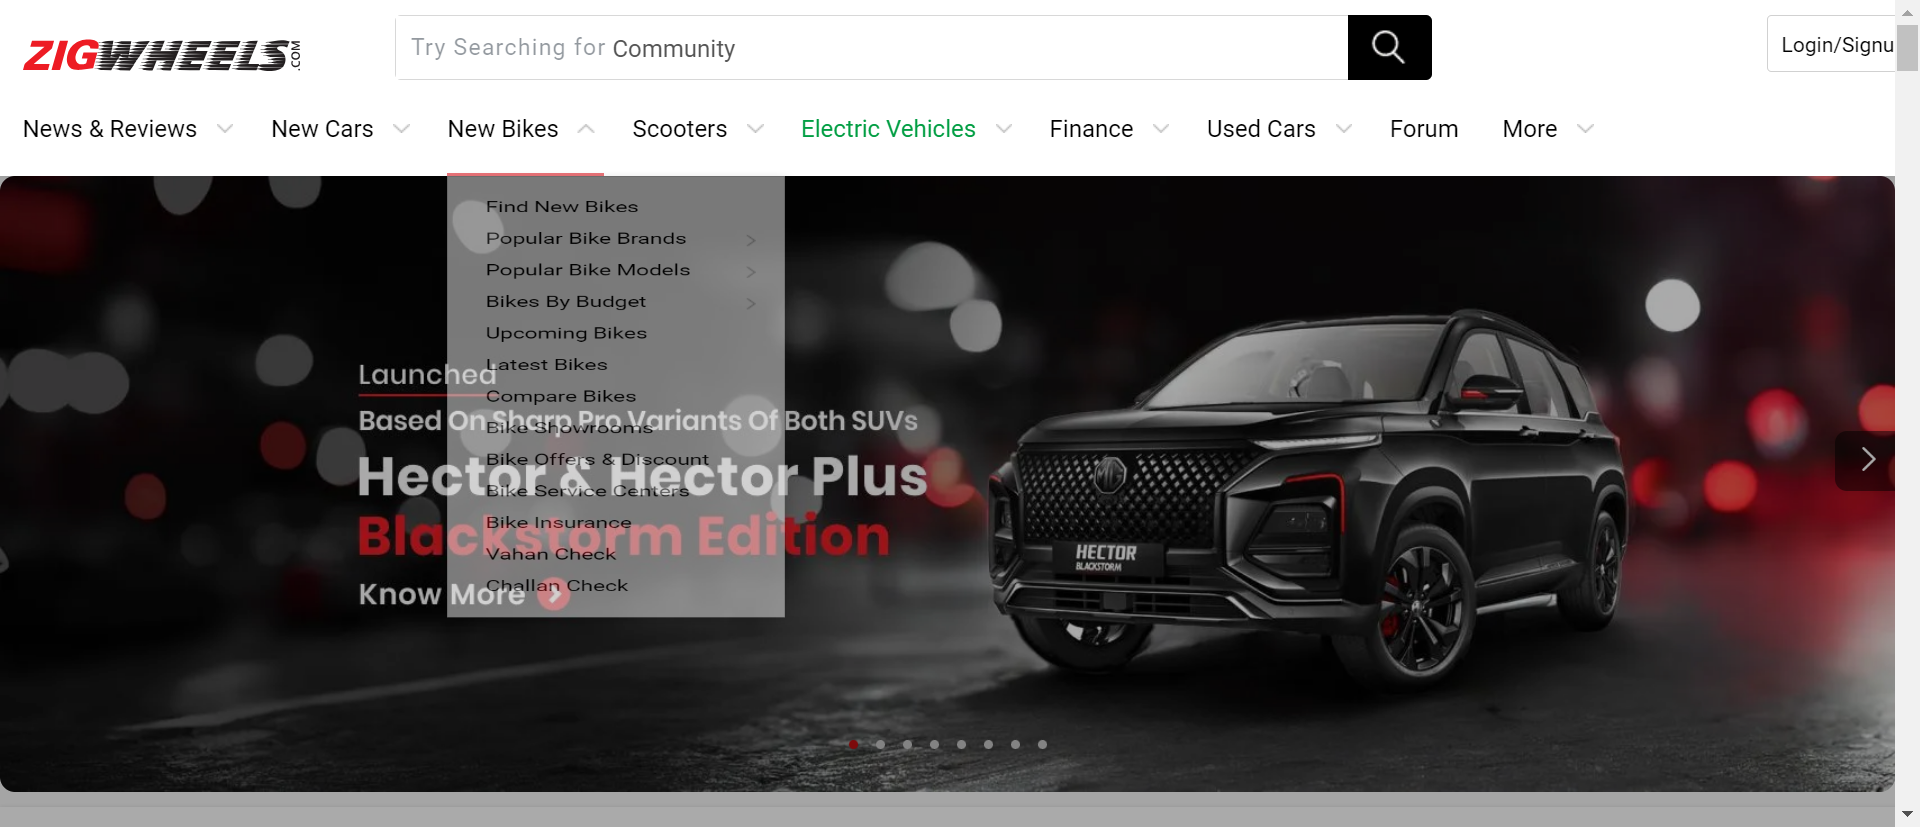 ZIGWHEELS.COM
Try Searching for Community
Login/Signu
News & Reviews
New Cars
New Bikes
Scooters
Electric Vehicles
Finance
Used Cars
Forum
More
Find New Bikes
Popular Bike Brands
Popular Bike Models
Bikes By Budget
Upcoming Bikes
Latest Bikes
Compare Bikes
Bike Showrooms
Bike Offers & Discount
Bike Service Centers
Bike Insurance
Vahan Check
Challan Check
Launched
Based On Sharp Pro Variants Of Both SUVs
Hector & Hector Plus
Blackstorm Edition
Know More
MG
HECTOR
BLACKSTORM